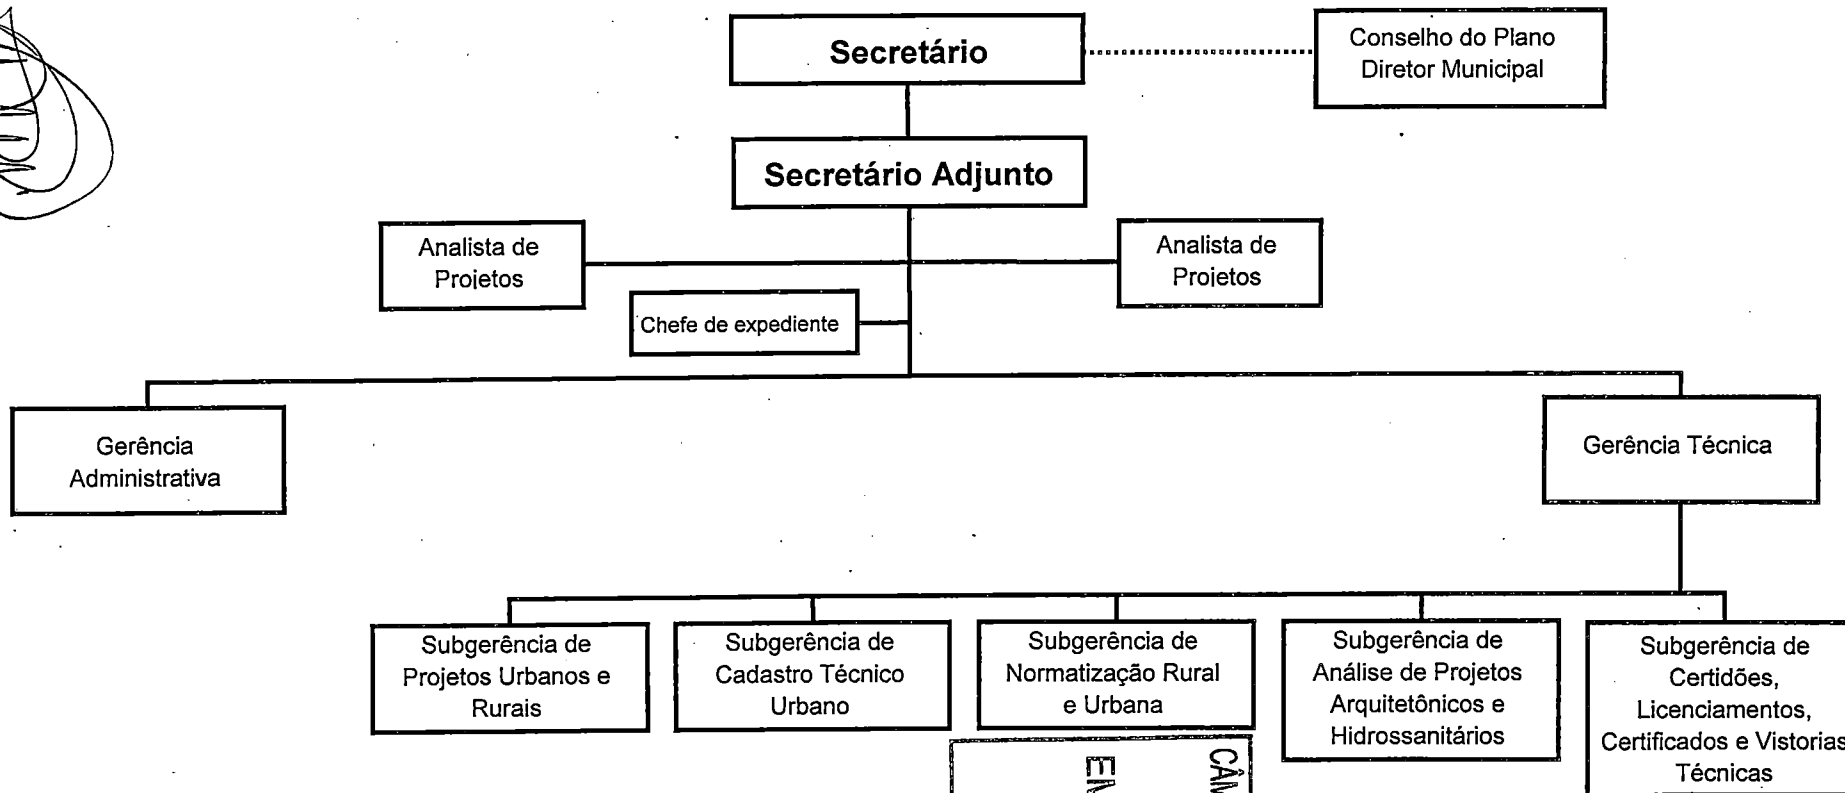 Secretário
Conselho do Plano
Diretor Municipal
Secretário Adjunto
Analista de
Projetos
Analista de
Projetos
Chefe de expediente
Gerência
Administrativa
Gerência Técnica
Subgerência de
Projetos Urbanos e
Rurais
Subgerência de
Cadastro Técnico
Urbano
Subgerência de
Normatização Rural
e Urbana
Subgerência de
Análise de Projetos
Arquitetônicos e
Hidrossanitários
Subgerência de
Certidões,
Licenciamentos,
Certificados e Vistorias
Técnicas